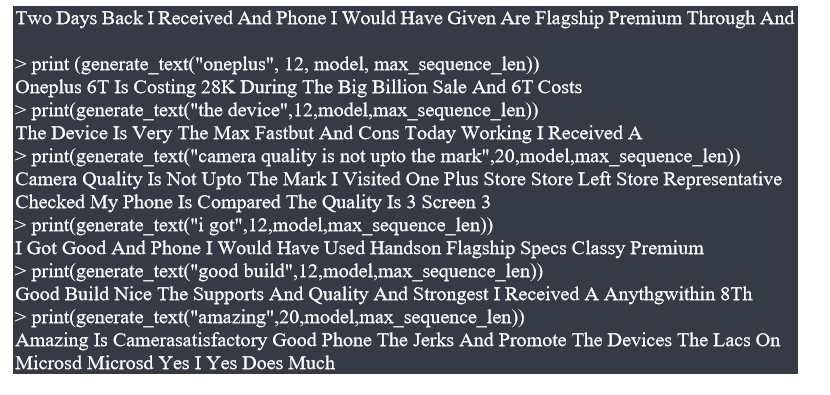 Two Days Back I Received And Phone I Would Have Given Are Flagship Premium Through And
> print (generate_text("oneplus", 12, model, max_sequence_len))
Oneplus 6T Is Costing 28K During The Big Billion Sale And 6T Costs
> print(generate_text("the device",12,model,max_sequence_len))
The Device Is Very The Max Fastbut And Cons Today Working I Received A
> print(generate_text("camera quality is not upto the mark",20,model,max_sequence_len))
Camera Quality Is Not Upto The Mark I Visited One Plus Store Store Left Store Representative
Checked My Phone Is Compared The Quality Is 3 Screen 3
> print(generate_text("i got",12,model,max_sequence_len))
I Got Good And Phone I Would Have Used Handson Flagship Specs Classy Premium
> print(generate_text("good build",12,model,max_sequence_len))
Good Build Nice The Supports And Quality And Strongest I Received A Anythgwithin 8Th
> print(generate_text("amazing",20,model,max_sequence_len))
Amazing Is Camerasatisfactory Good Phone The Jerks And Promote The Devices The Lacs On
Microsd Microsd Yes I Yes Does Much